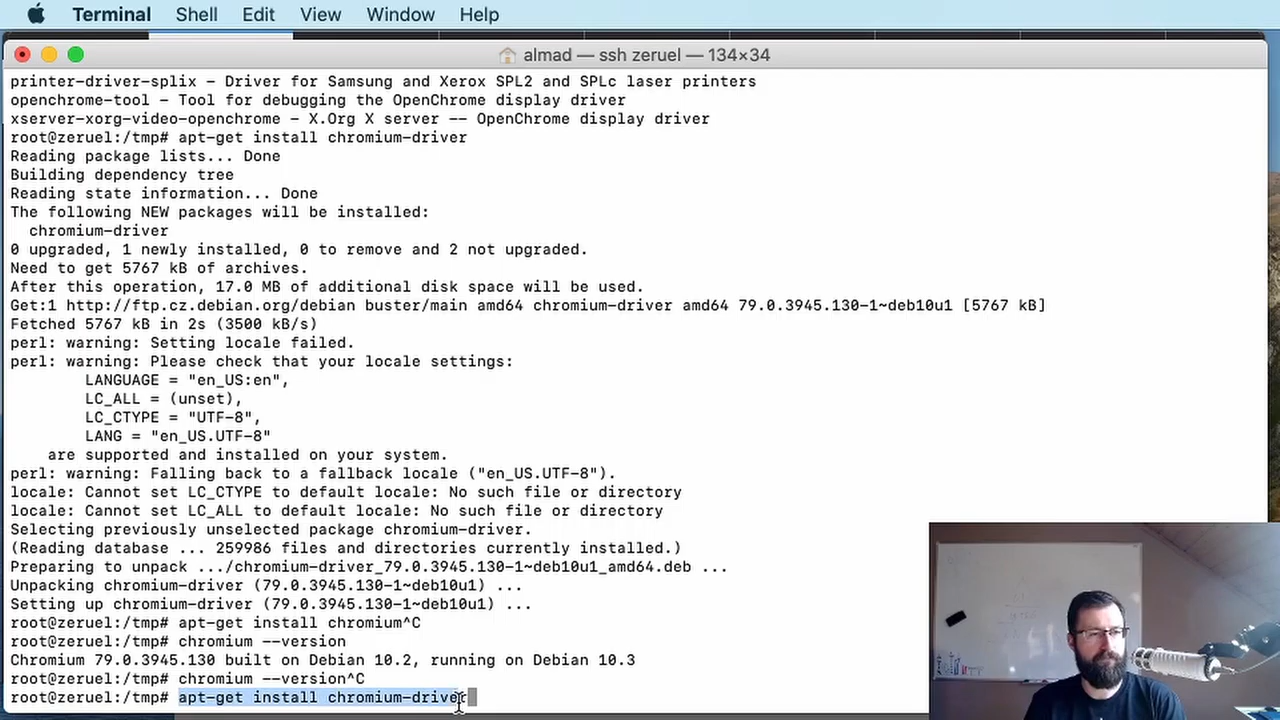 Terminal Shell Edit View Window Help
almad — ssh zeruel — 134×34
printer-driver-splix - Driver for Samsung and Xerox SPL2 and SPLc laser printers
openchrome-tool - Tool for debugging the OpenChrome display driver
xserver-xorg-video-openchrome - X.Org X server -- OpenChrome display driver
root@zeruel:/tmp# apt-get install chromium-driver
Reading package lists... Done
Building dependency tree
Reading state information... Done
The following NEW packages will be installed:
  chromium-driver
0 upgraded, 1 newly installed, 0 to remove and 2 not upgraded.
Need to get 5767 kB of archives.
After this operation, 17.0 MB of additional disk space will be used.
Get:1 http://ftp.cz.debian.org/debian buster/main amd64 chromium-driver amd64 79.0.3945.130-1~deb10u1 [5767 kB]
Fetched 5767 kB in 2s (3500 kB/s)
perl: warning: Setting locale failed.
perl: warning: Please check that your locale settings:
        LANGUAGE = "en_US:en",
        LC_ALL = (unset),
        LC_CTYPE = "UTF-8",
        LANG = "en_US.UTF-8"
    are supported and installed on your system.
perl: warning: Falling back to a fallback locale ("en_US.UTF-8").
locale: Cannot set LC_CTYPE to default locale: No such file or directory
locale: Cannot set LC_ALL to default locale: No such file or directory
Selecting previously unselected package chromium-driver.
(Reading database ... 259986 files and directories currently installed.)
Preparing to unpack .../chromium-driver_79.0.3945.130-1~deb10u1_amd64.deb ...
Unpacking chromium-driver (79.0.3945.130-1~deb10u1) ...
Setting up chromium-driver (79.0.3945.130-1~deb10u1) ...
root@zeruel:/tmp# apt-get install chromium^C
root@zeruel:/tmp# chromium --version
Chromium 79.0.3945.130 built on Debian 10.2, running on Debian 10.3
root@zeruel:/tmp# chromium --version^C
root@zeruel:/tmp# apt-get install chromium-driver